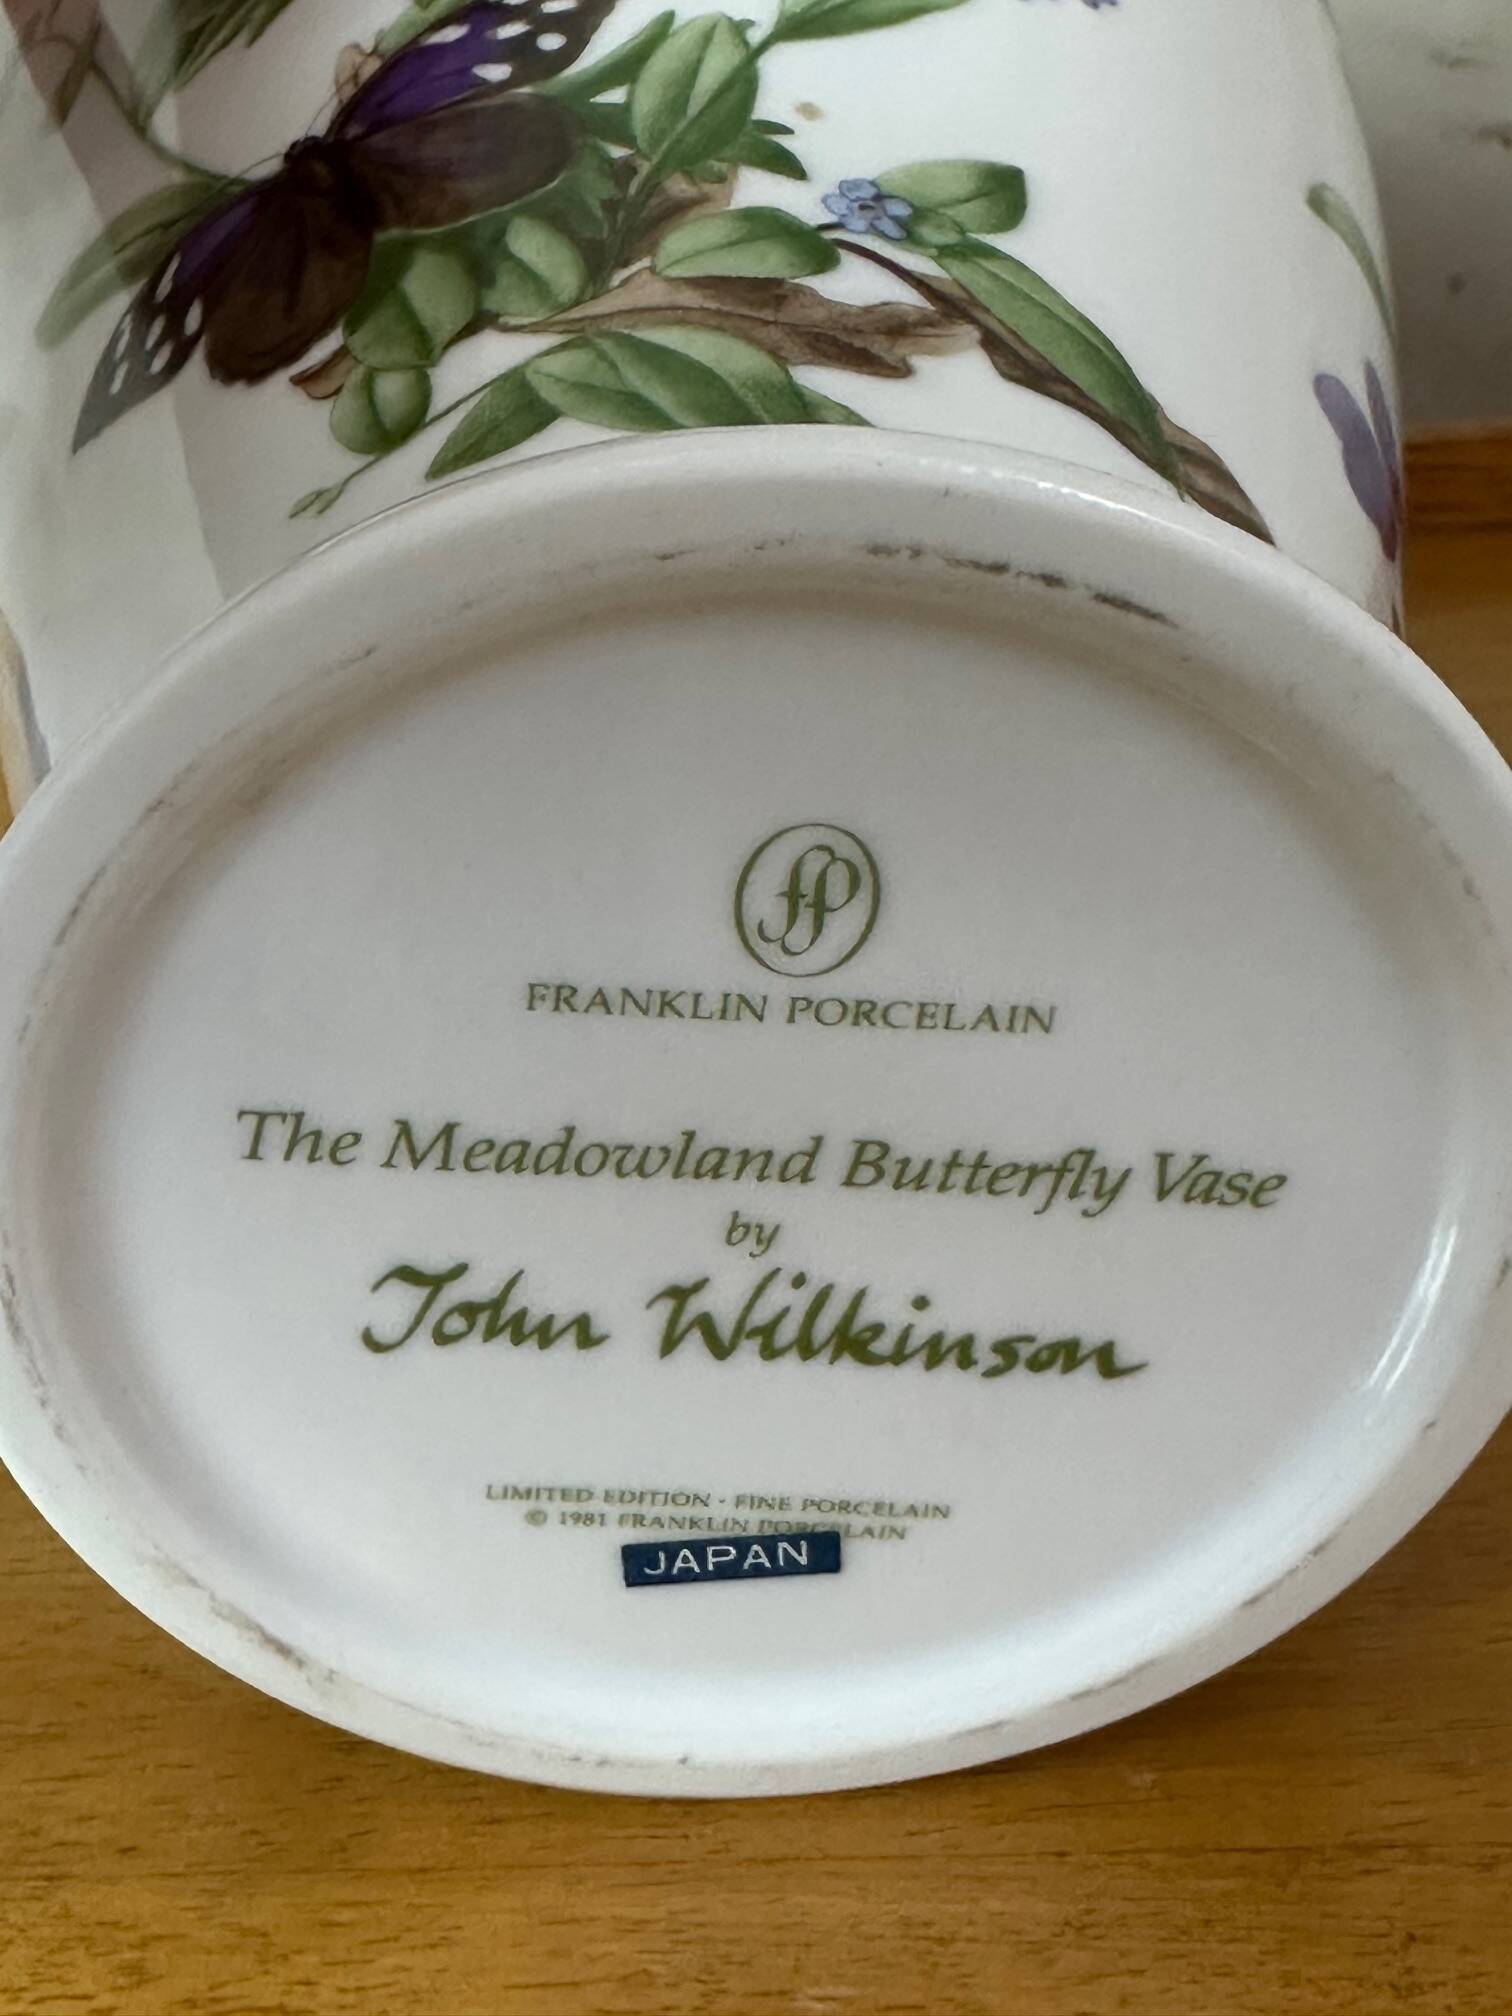 fp
FRANKLIN PORCELAIN
The Meadowland Butterfly Vase
by
John Wilkinson
LIMITED EDITION · FINE PORCELAIN
© 1981 FRANKLIN PORCELAIN
JAPAN